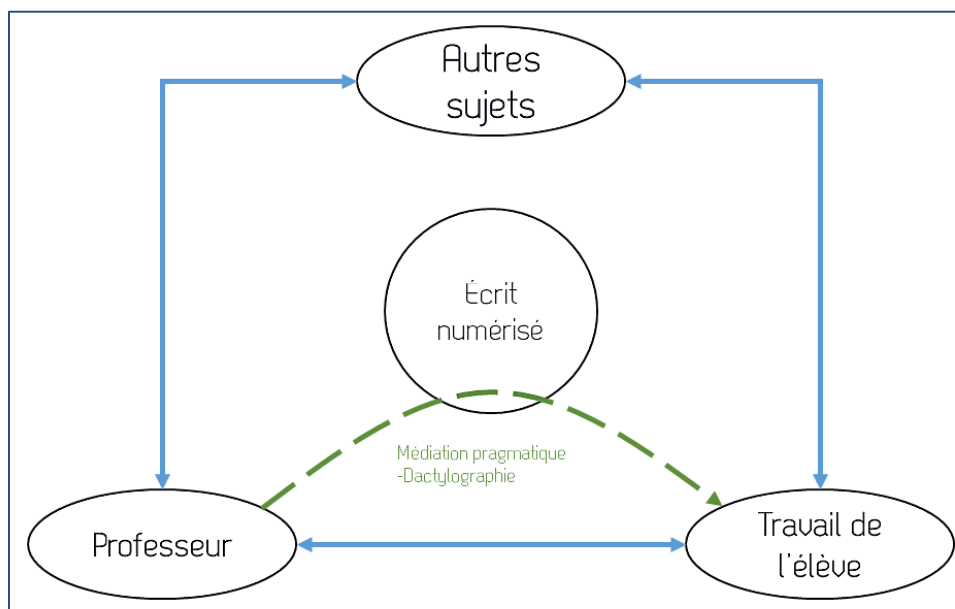 Autres
sujets
Écrit
numérisé
Médiation pragmatique
-Dactylographie
Professeur
Travail de
l'élève